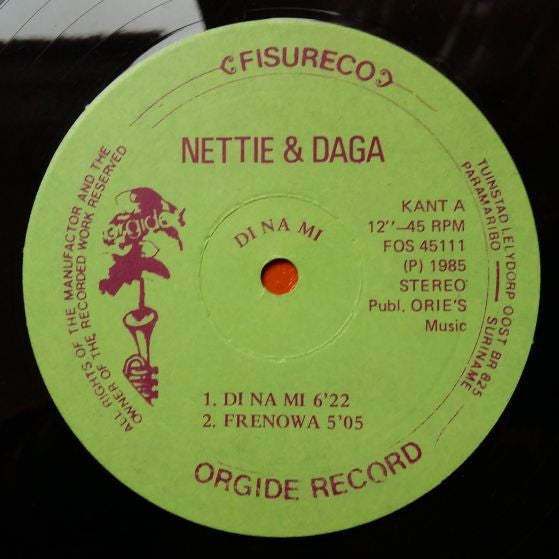 FiSURECO
NETTIE & DAGA
ALL RIGHTS OF THE MANUFACTOR AND THE
OWNER OF THE RECORDED WORK RESERVED
orgide
DI NA MI
KANT A
12"–45 RPM
FOS 45111
(P) 1985
STEREO
Publ. ORIE'S
Music
TUINSTAD LELYDORP OOST BR 825
PARAMARIBO — SURINAME
1. DI NA MI 6'22
2. FRENOWA 5'05
ORGIDE RECORD